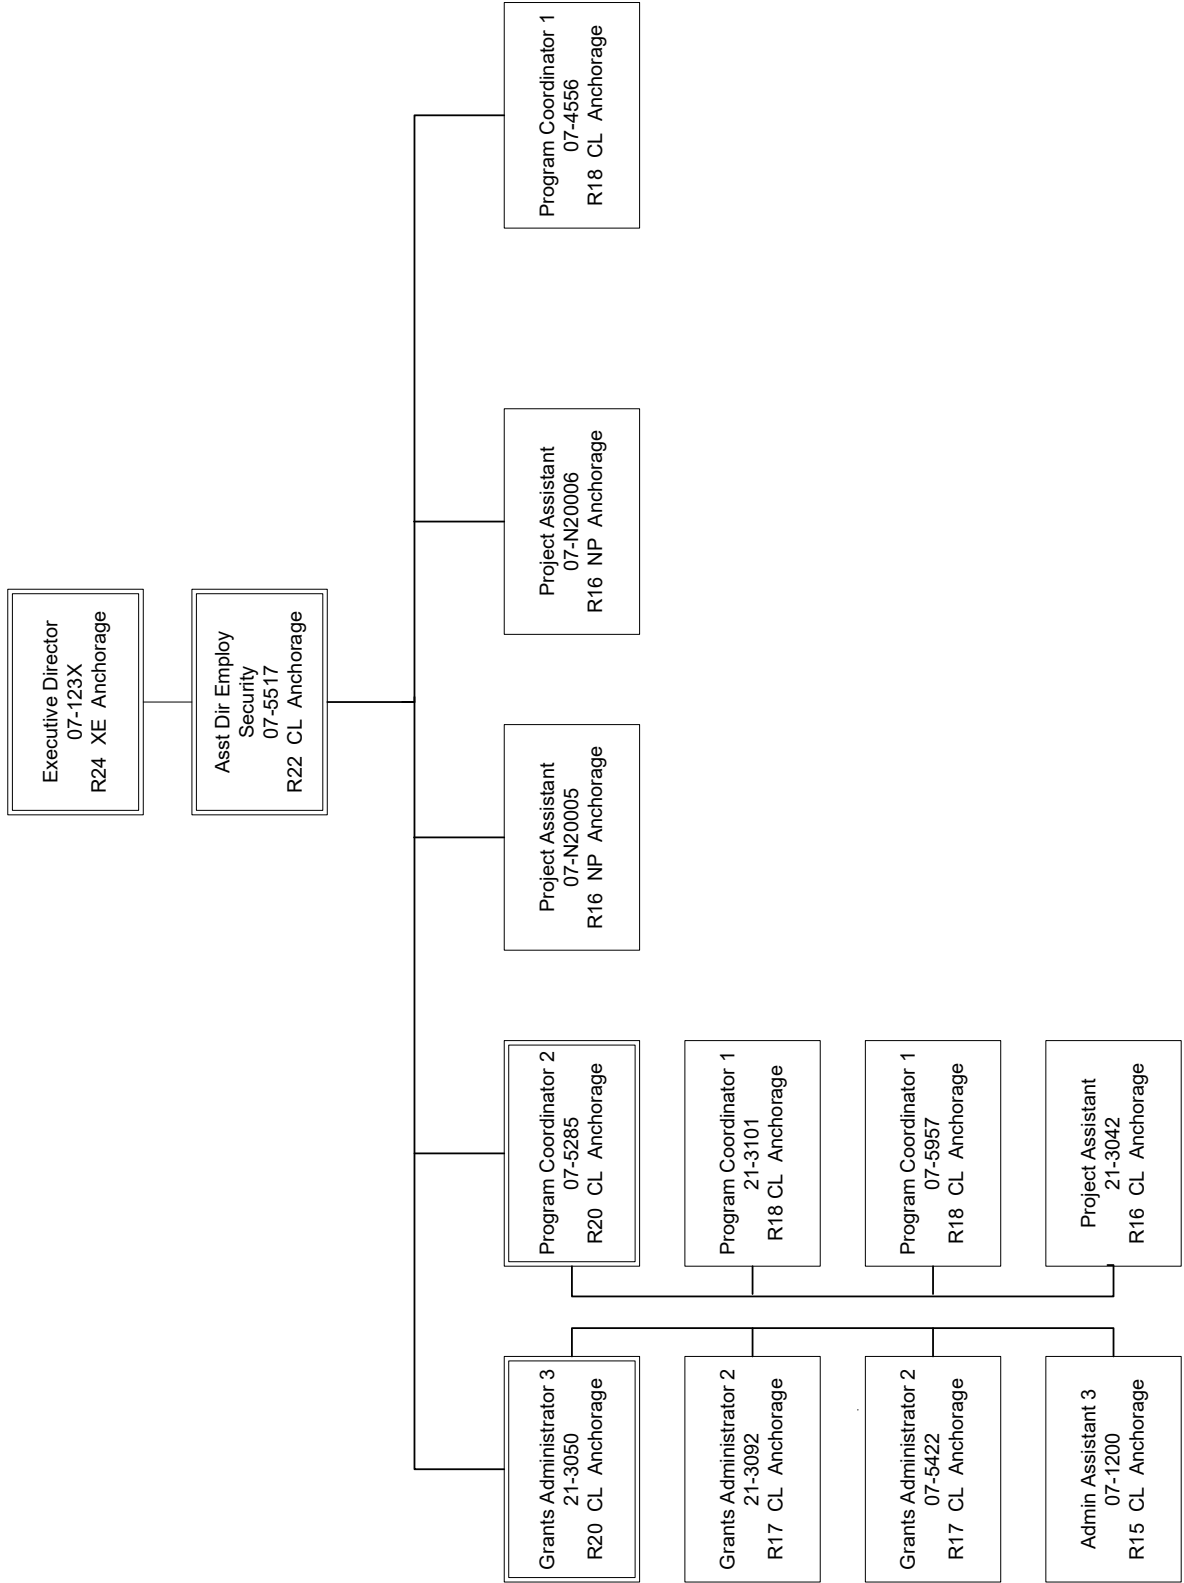 Executive Director
07-123X
R24 XE Anchorage
Asst Dir Employ
Security
07-5517
R22 CL Anchorage
Grants Administrator 3
21-3050
R20 CL Anchorage
Program Coordinator 2
07-5285
R20 CL Anchorage
Project Assistant
07-N20005
R16 NP Anchorage
Project Assistant
07-N20006
R16 NP Anchorage
Program Coordinator 1
07-4556
R18 CL Anchorage
Grants Administrator 2
21-3092
R17 CL Anchorage
Program Coordinator 1
21-3101
R18 CL Anchorage
Grants Administrator 2
07-5422
R17 CL Anchorage
Program Coordinator 1
07-5957
R18 CL Anchorage
Admin Assistant 3
07-1200
R15 CL Anchorage
Project Assistant
21-3042
R16 CL Anchorage